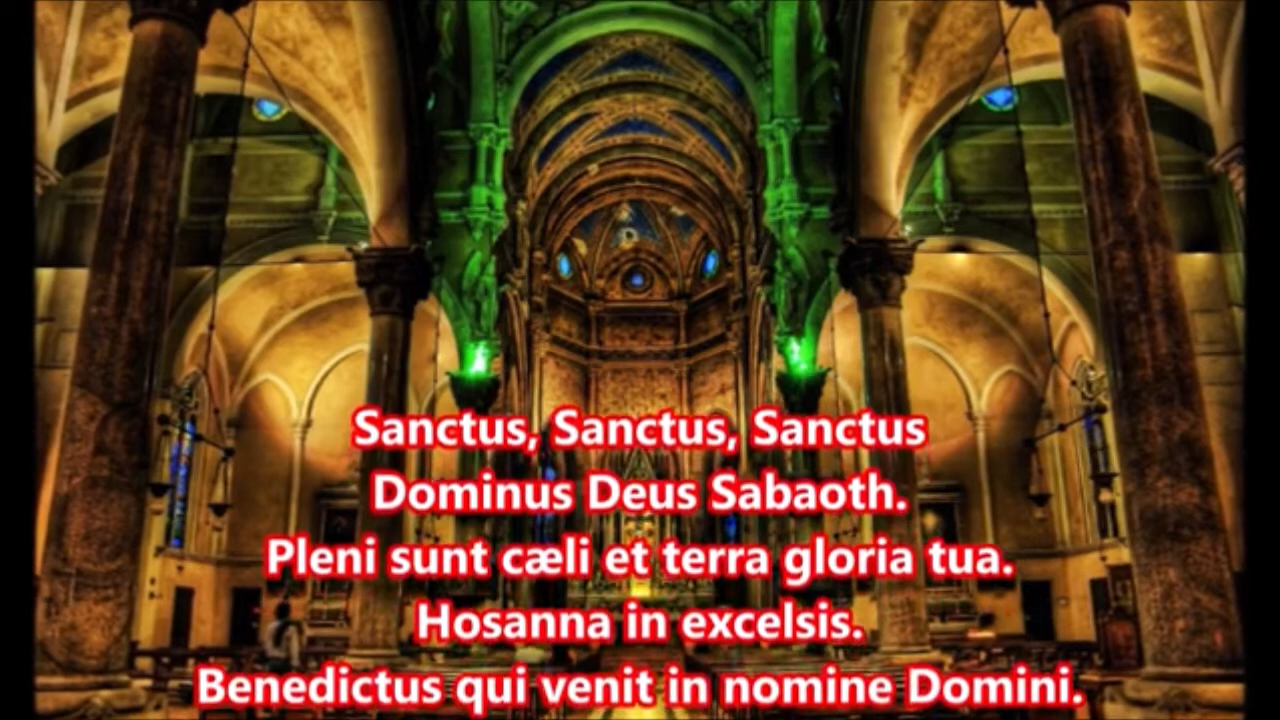 Sanctus, Sanctus, Sanctus
Dominus Deus Sabaoth.
Pleni sunt cæli et terra gloria tua.
Hosanna in excelsis.
Benedictus qui venit in nomine Domini.